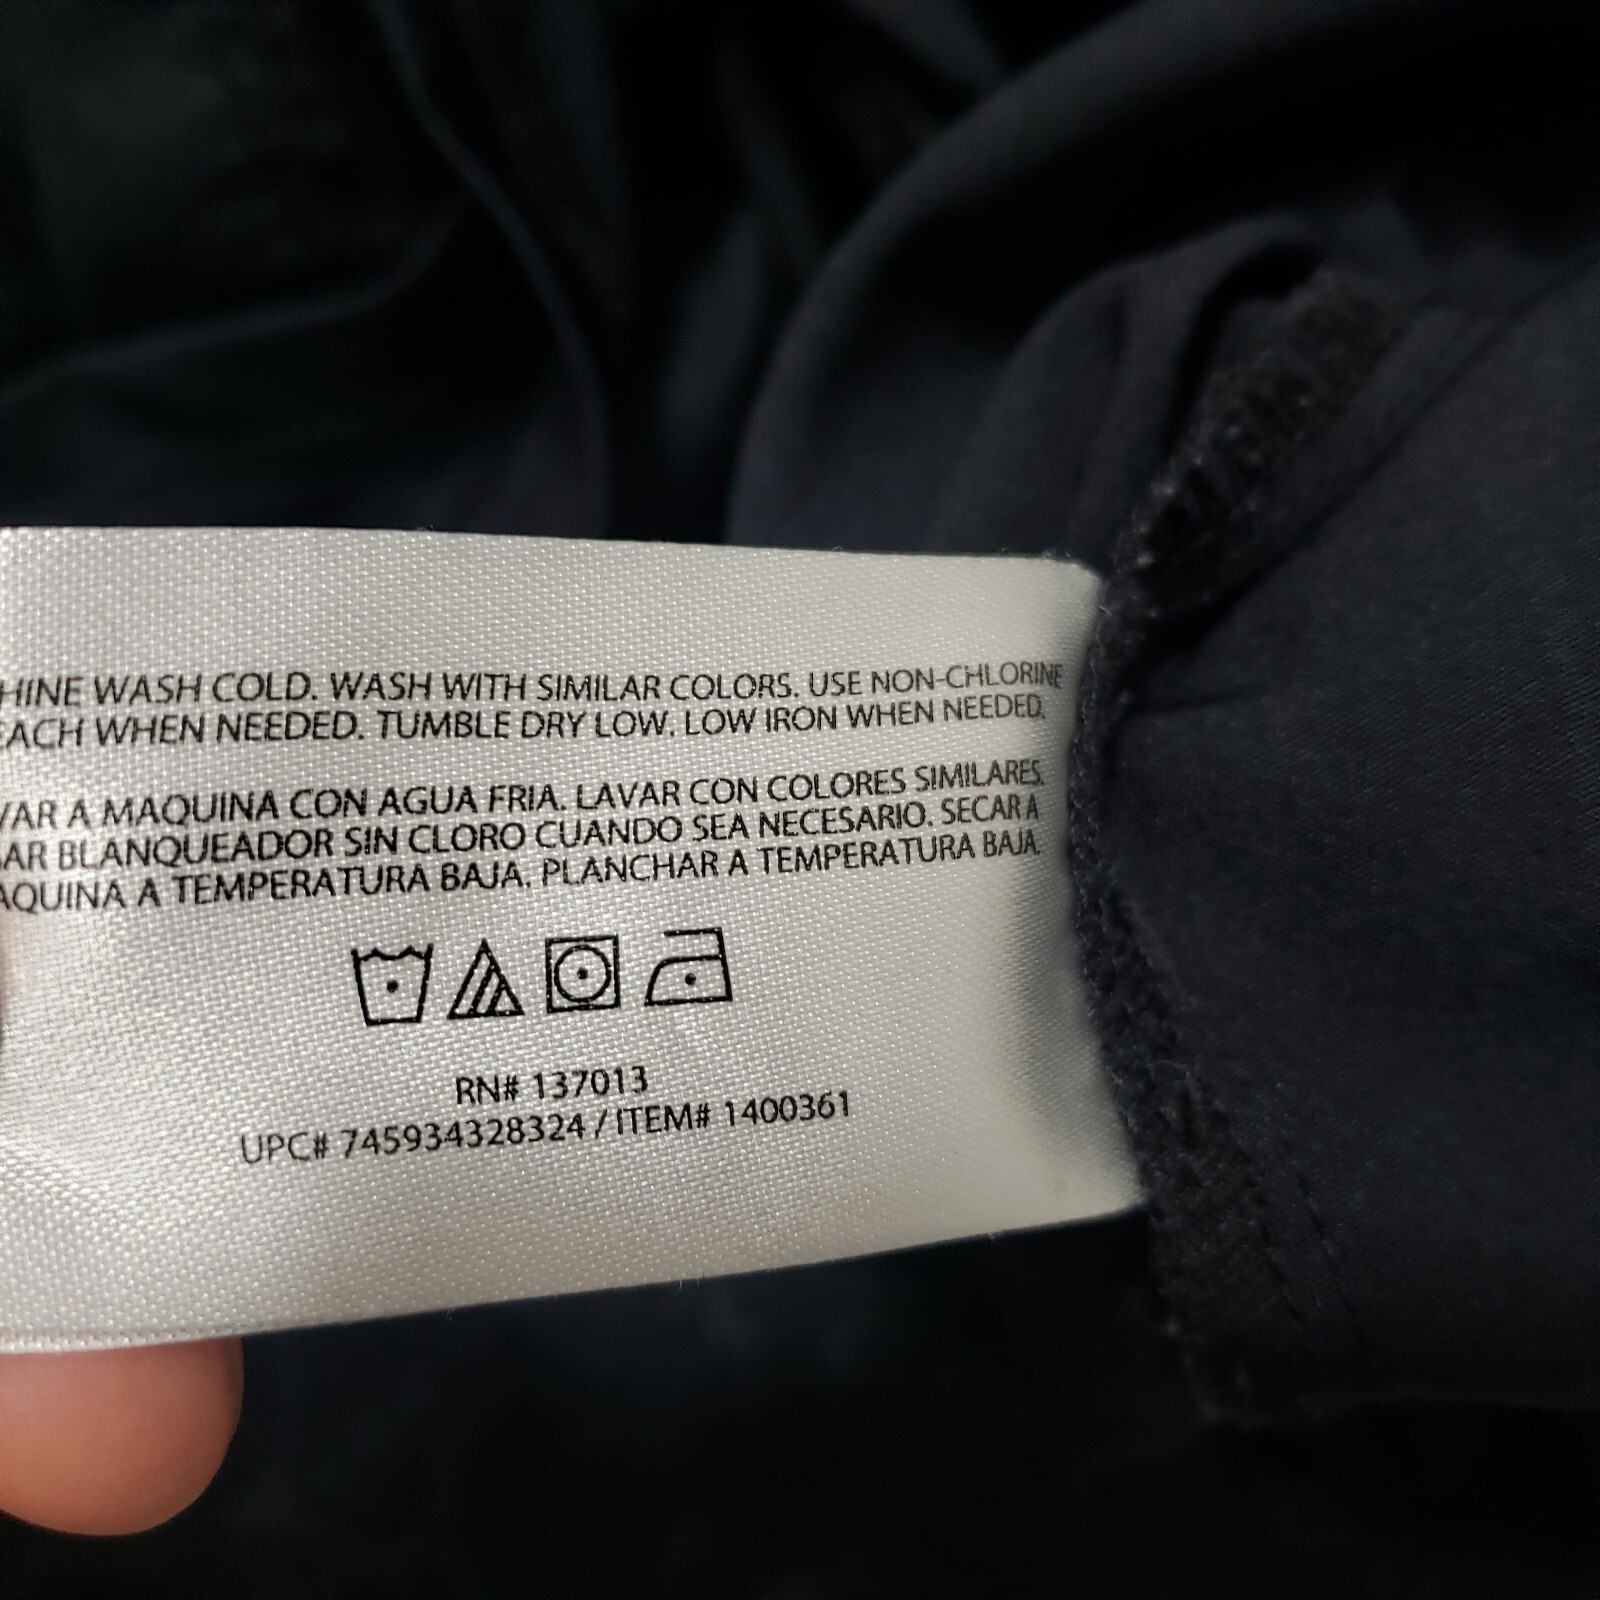 HINE WASH COLD. WASH WITH SIMILAR COLORS. USE NON-CHLORINE
EACH WHEN NEEDED. TUMBLE DRY LOW. LOW IRON WHEN NEEDED.
VAR A MAQUINA CON AGUA FRIA. LAVAR CON COLORES SIMILARES.
AR BLANQUEADOR SIN CLORO CUANDO SEA NECESARIO. SECAR A
AQUINA A TEMPERATURA BAJA. PLANCHAR A TEMPERATURA BAJA.
RN# 137013
UPC# 745934328324 / ITEM# 1400361